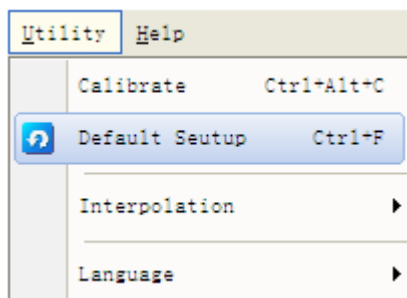 Utility Help
Calibrate Ctrl+Alt+C
Default Seutup Ctrl+F
Interpolation
Language